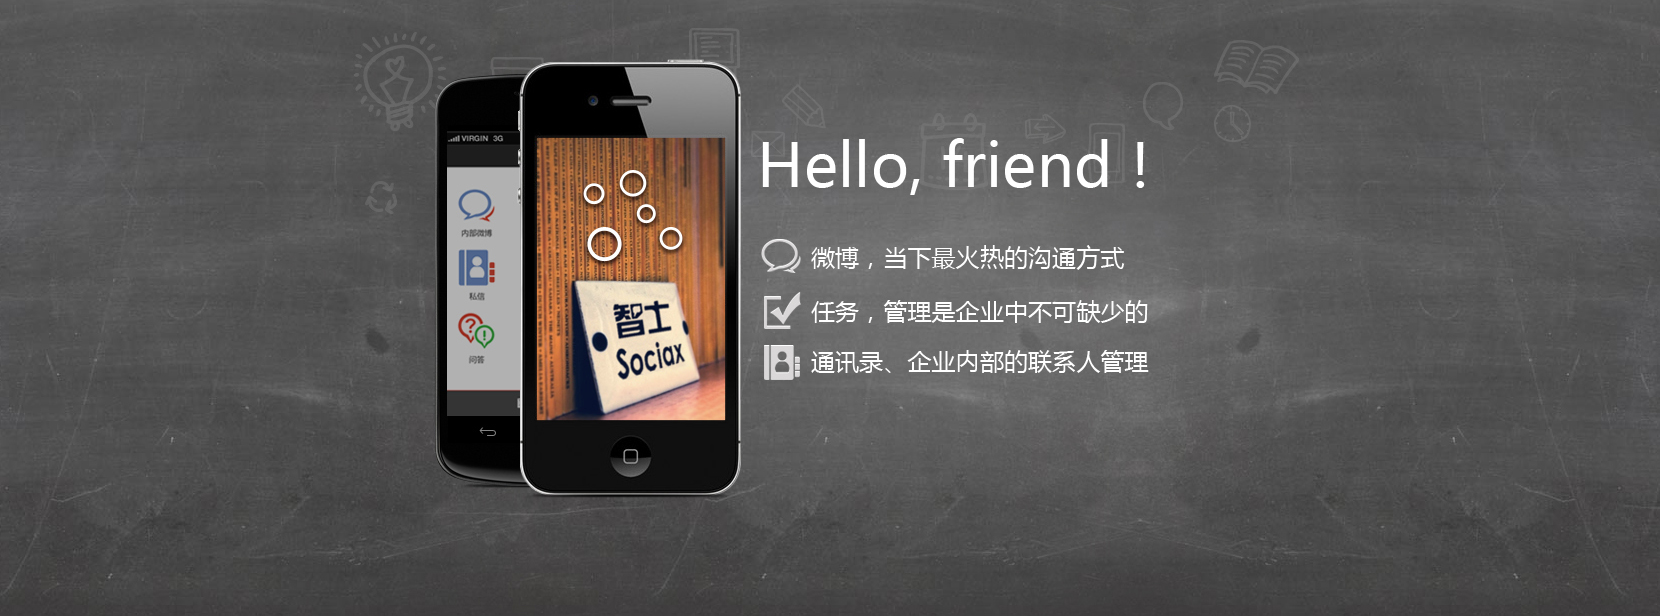 VIRGIN 3G
内部微博
私信
问答
智士
Sociax
Hello, friend !
微博，当下最火热的沟通方式
任务，管理是企业中不可缺少的
通讯录、企业内部的联系人管理